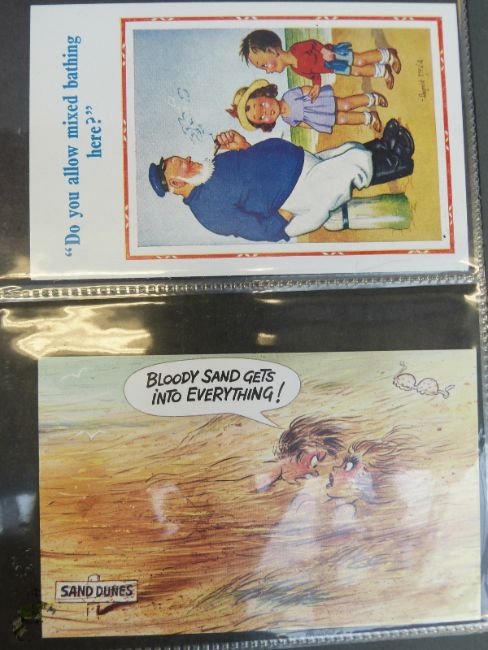 "Do you allow mixed bathing
here?"
BLOODY SAND GETS
INTO EVERYTHING!
SAND DUNES